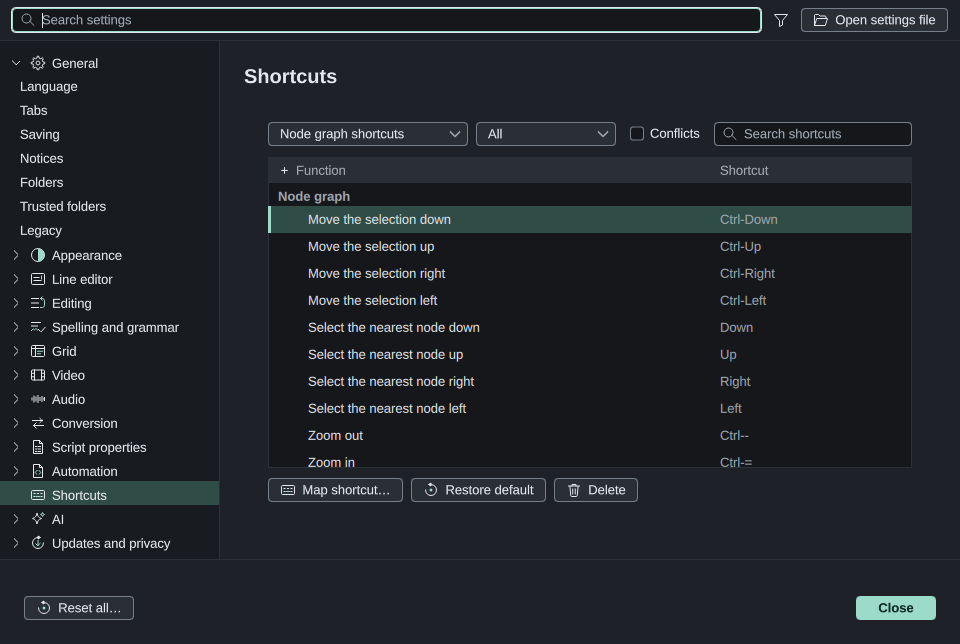 Search settings
Open settings file
General
Language
Tabs
Saving
Notices
Folders
Trusted folders
Legacy
Appearance
Line editor
Editing
Spelling and grammar
Grid
Video
Audio
Conversion
Script properties
Automation
Shortcuts
AI
Updates and privacy
Shortcuts
Node graph shortcuts
All
Conflicts
Search shortcuts
+ Function Shortcut
Node graph
Move the selection down Ctrl-Down
Move the selection up Ctrl-Up
Move the selection right Ctrl-Right
Move the selection left Ctrl-Left
Select the nearest node down Down
Select the nearest node up Up
Select the nearest node right Right
Select the nearest node left Left
Zoom out Ctrl--
Zoom in Ctrl-=
Map shortcut…
Restore default
Delete
Reset all…
Close